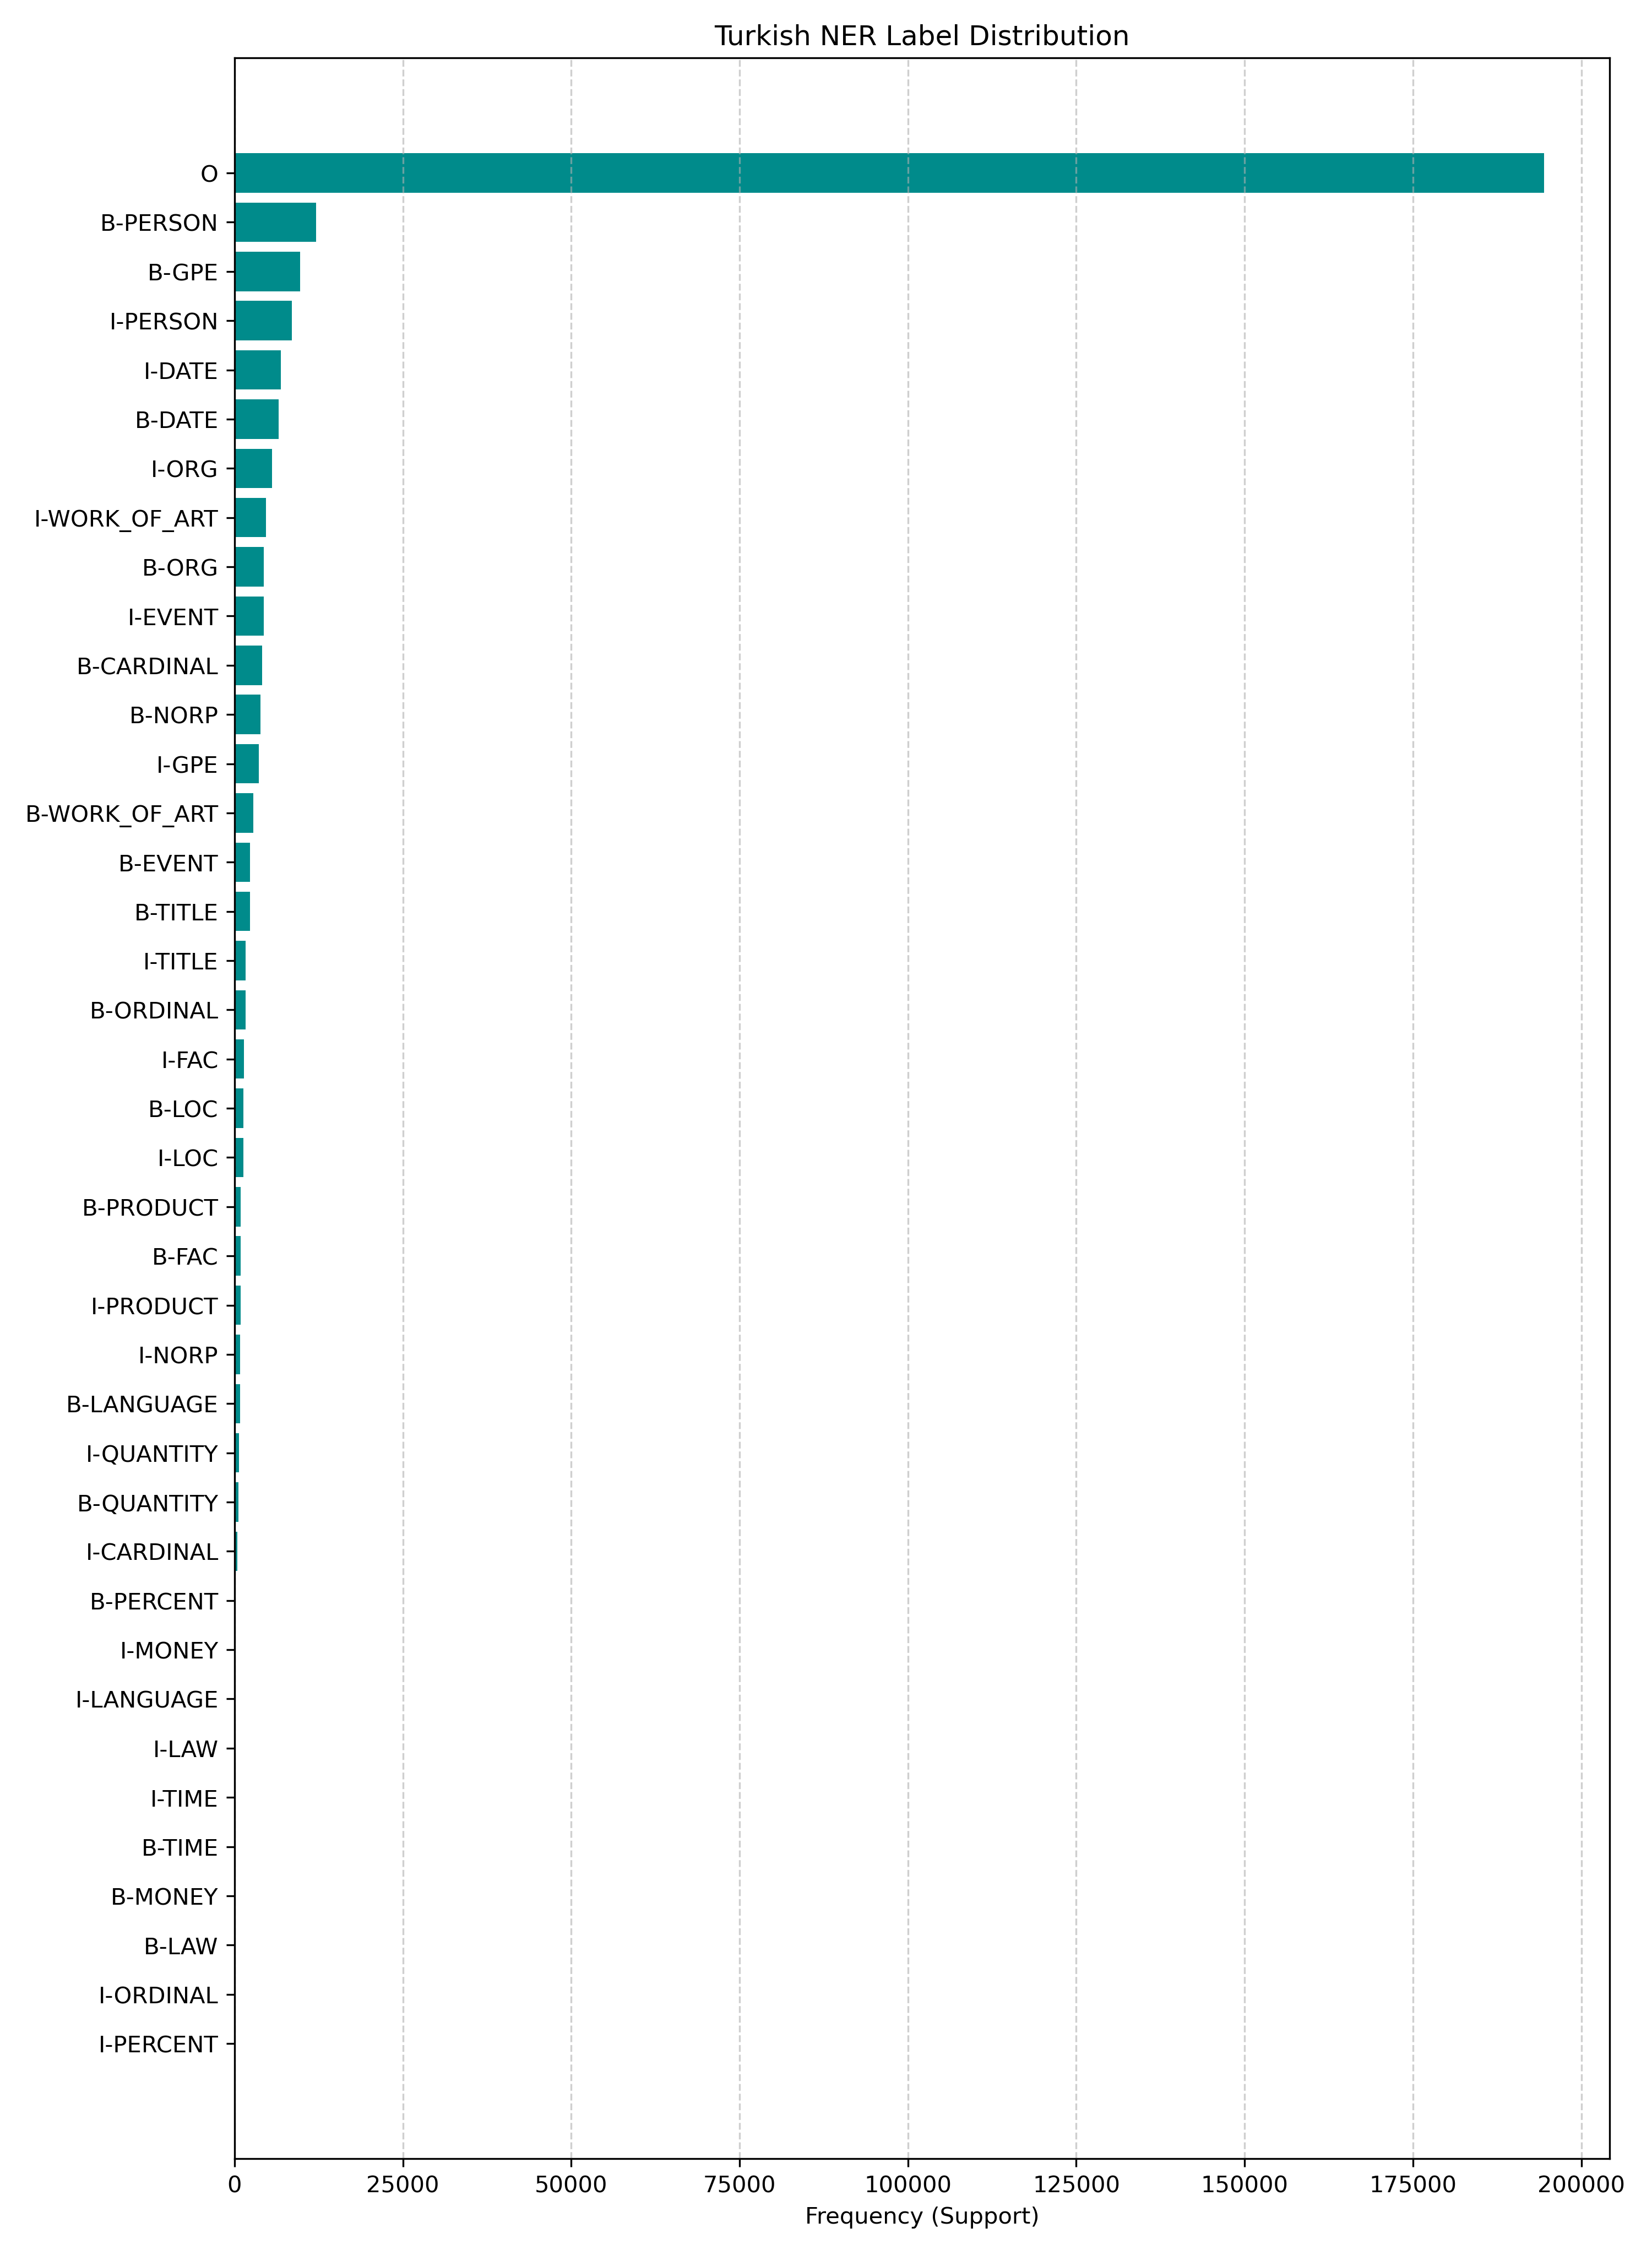 Turkish NER Label Distribution
O
B-PERSON
B-GPE
I-PERSON
I-DATE
B-DATE
I-ORG
I-WORK_OF_ART
B-ORG
I-EVENT
B-CARDINAL
B-NORP
I-GPE
B-WORK_OF_ART
B-EVENT
B-TITLE
I-TITLE
B-ORDINAL
I-FAC
B-LOC
I-LOC
B-PRODUCT
B-FAC
I-PRODUCT
I-NORP
B-LANGUAGE
I-QUANTITY
B-QUANTITY
I-CARDINAL
B-PERCENT
I-MONEY
I-LANGUAGE
I-LAW
I-TIME
B-TIME
B-MONEY
B-LAW
I-ORDINAL
I-PERCENT
0 25000 50000 75000 100000 125000 150000 175000 200000
Frequency (Support)